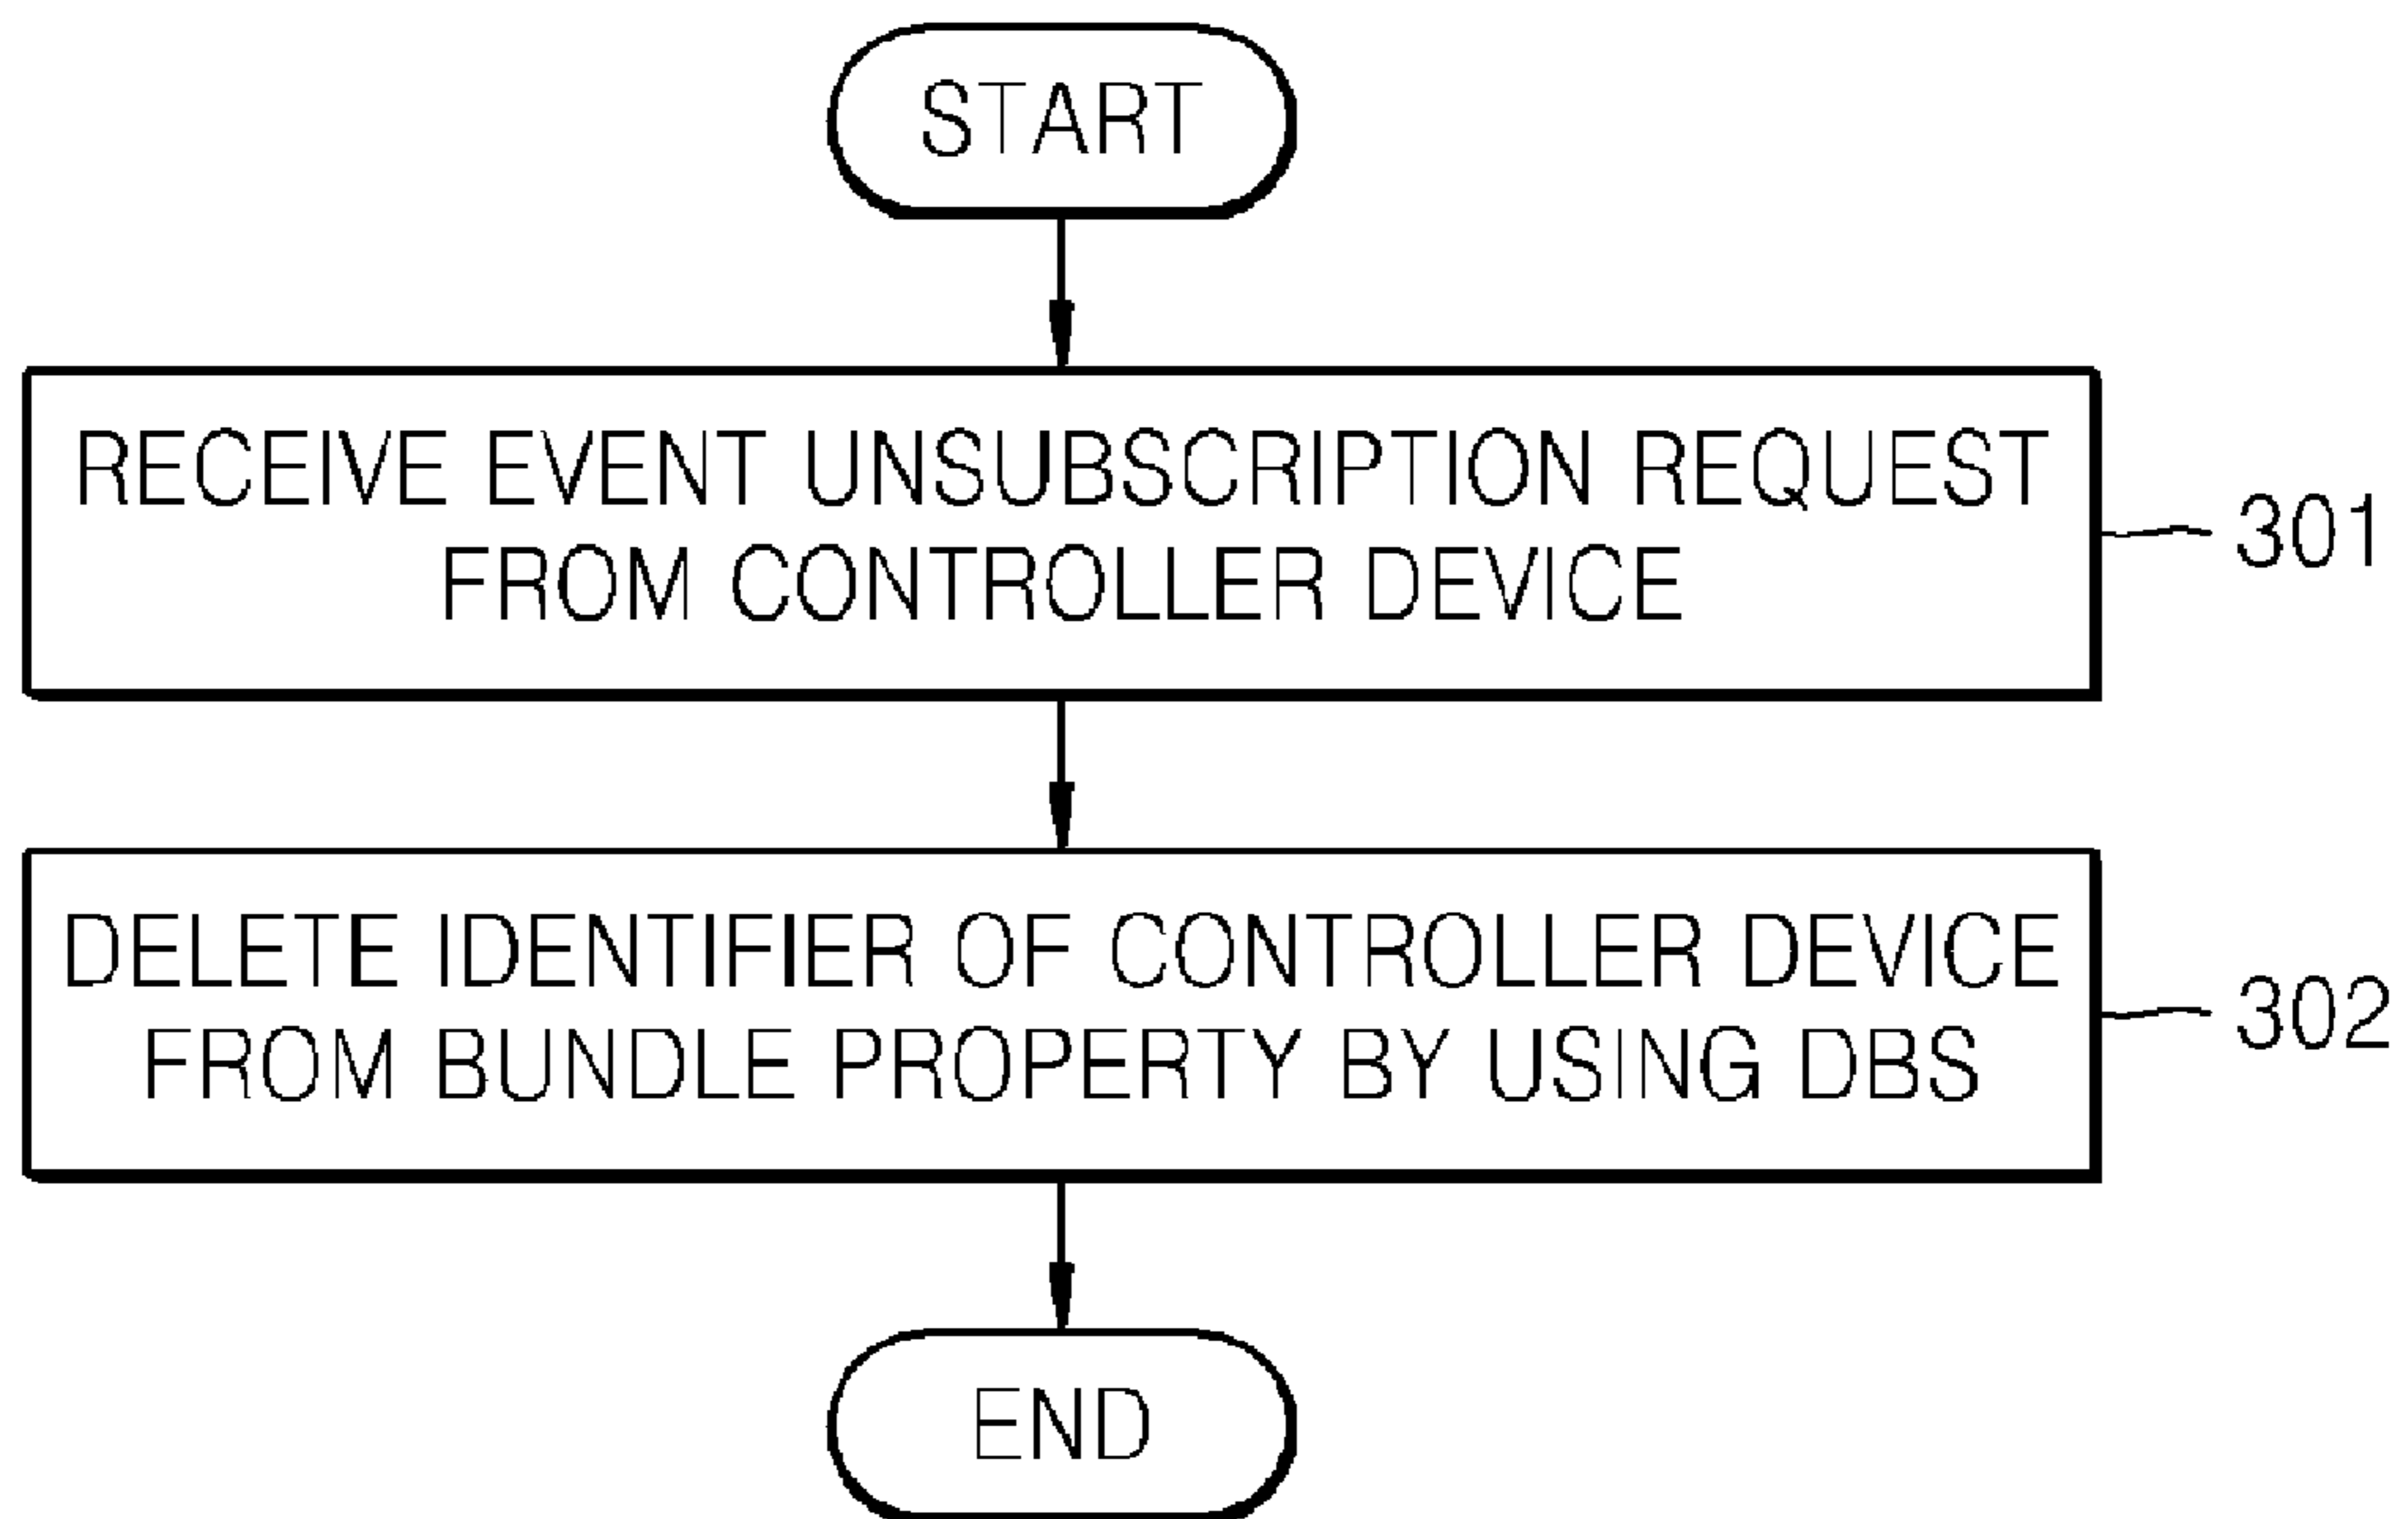 START
RECEIVE EVENT UNSUBSCRIPTION REQUEST
FROM CONTROLLER DEVICE
301
DELETE IDENTIFIER OF CONTROLLER DEVICE
FROM BUNDLE PROPERTY BY USING DBS
302
END